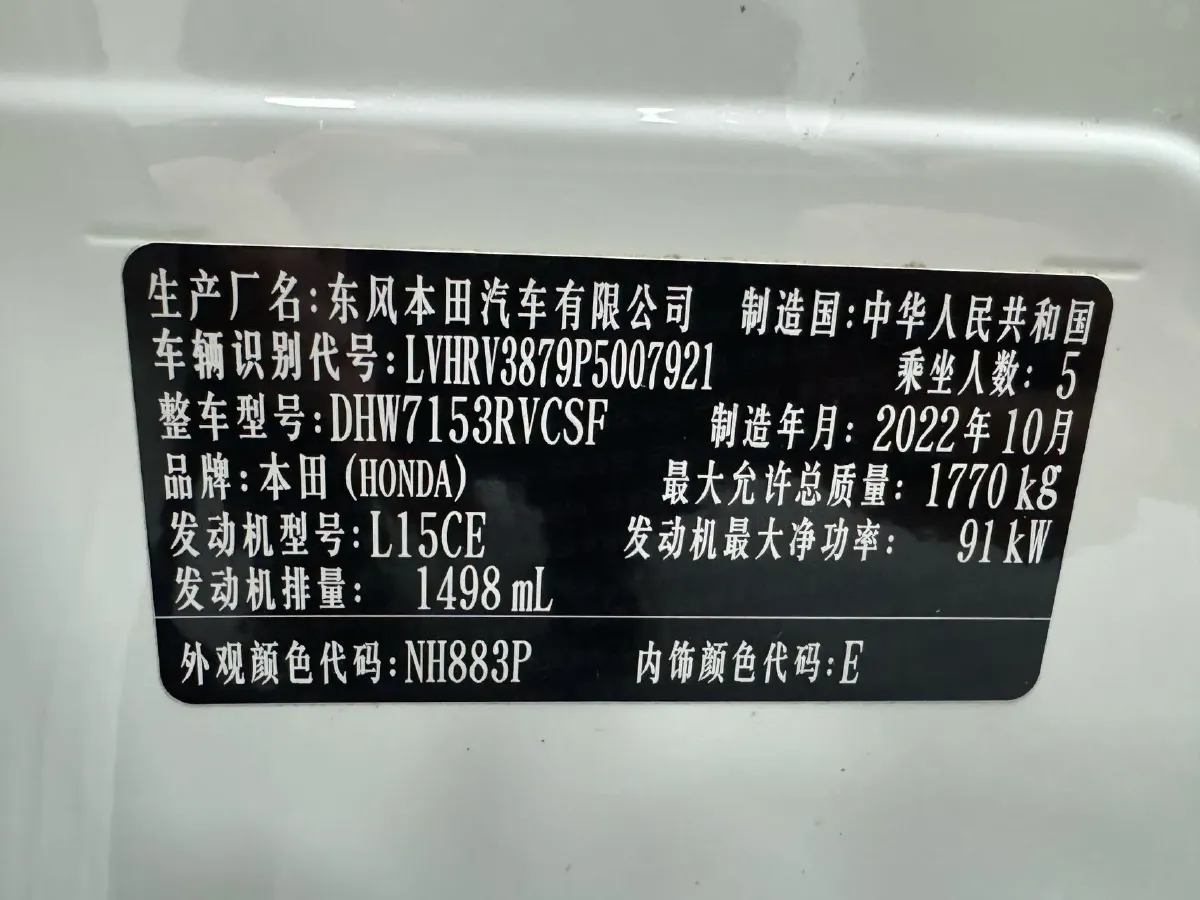 生产厂名:东风本田汽车有限公司 制造国:中华人民共和国
车辆识别代号:LVHRV3879P5007921 乘坐人数: 5
整车型号:DHW7153RVCSF 制造年月: 2022年10月
品牌:本田(HONDA) 最大允许总质量: 1770kg
发动机型号:L15CE 发动机最大净功率: 91kW
发动机排量: 1498mL
外观颜色代码:NH883P 内饰颜色代码:E